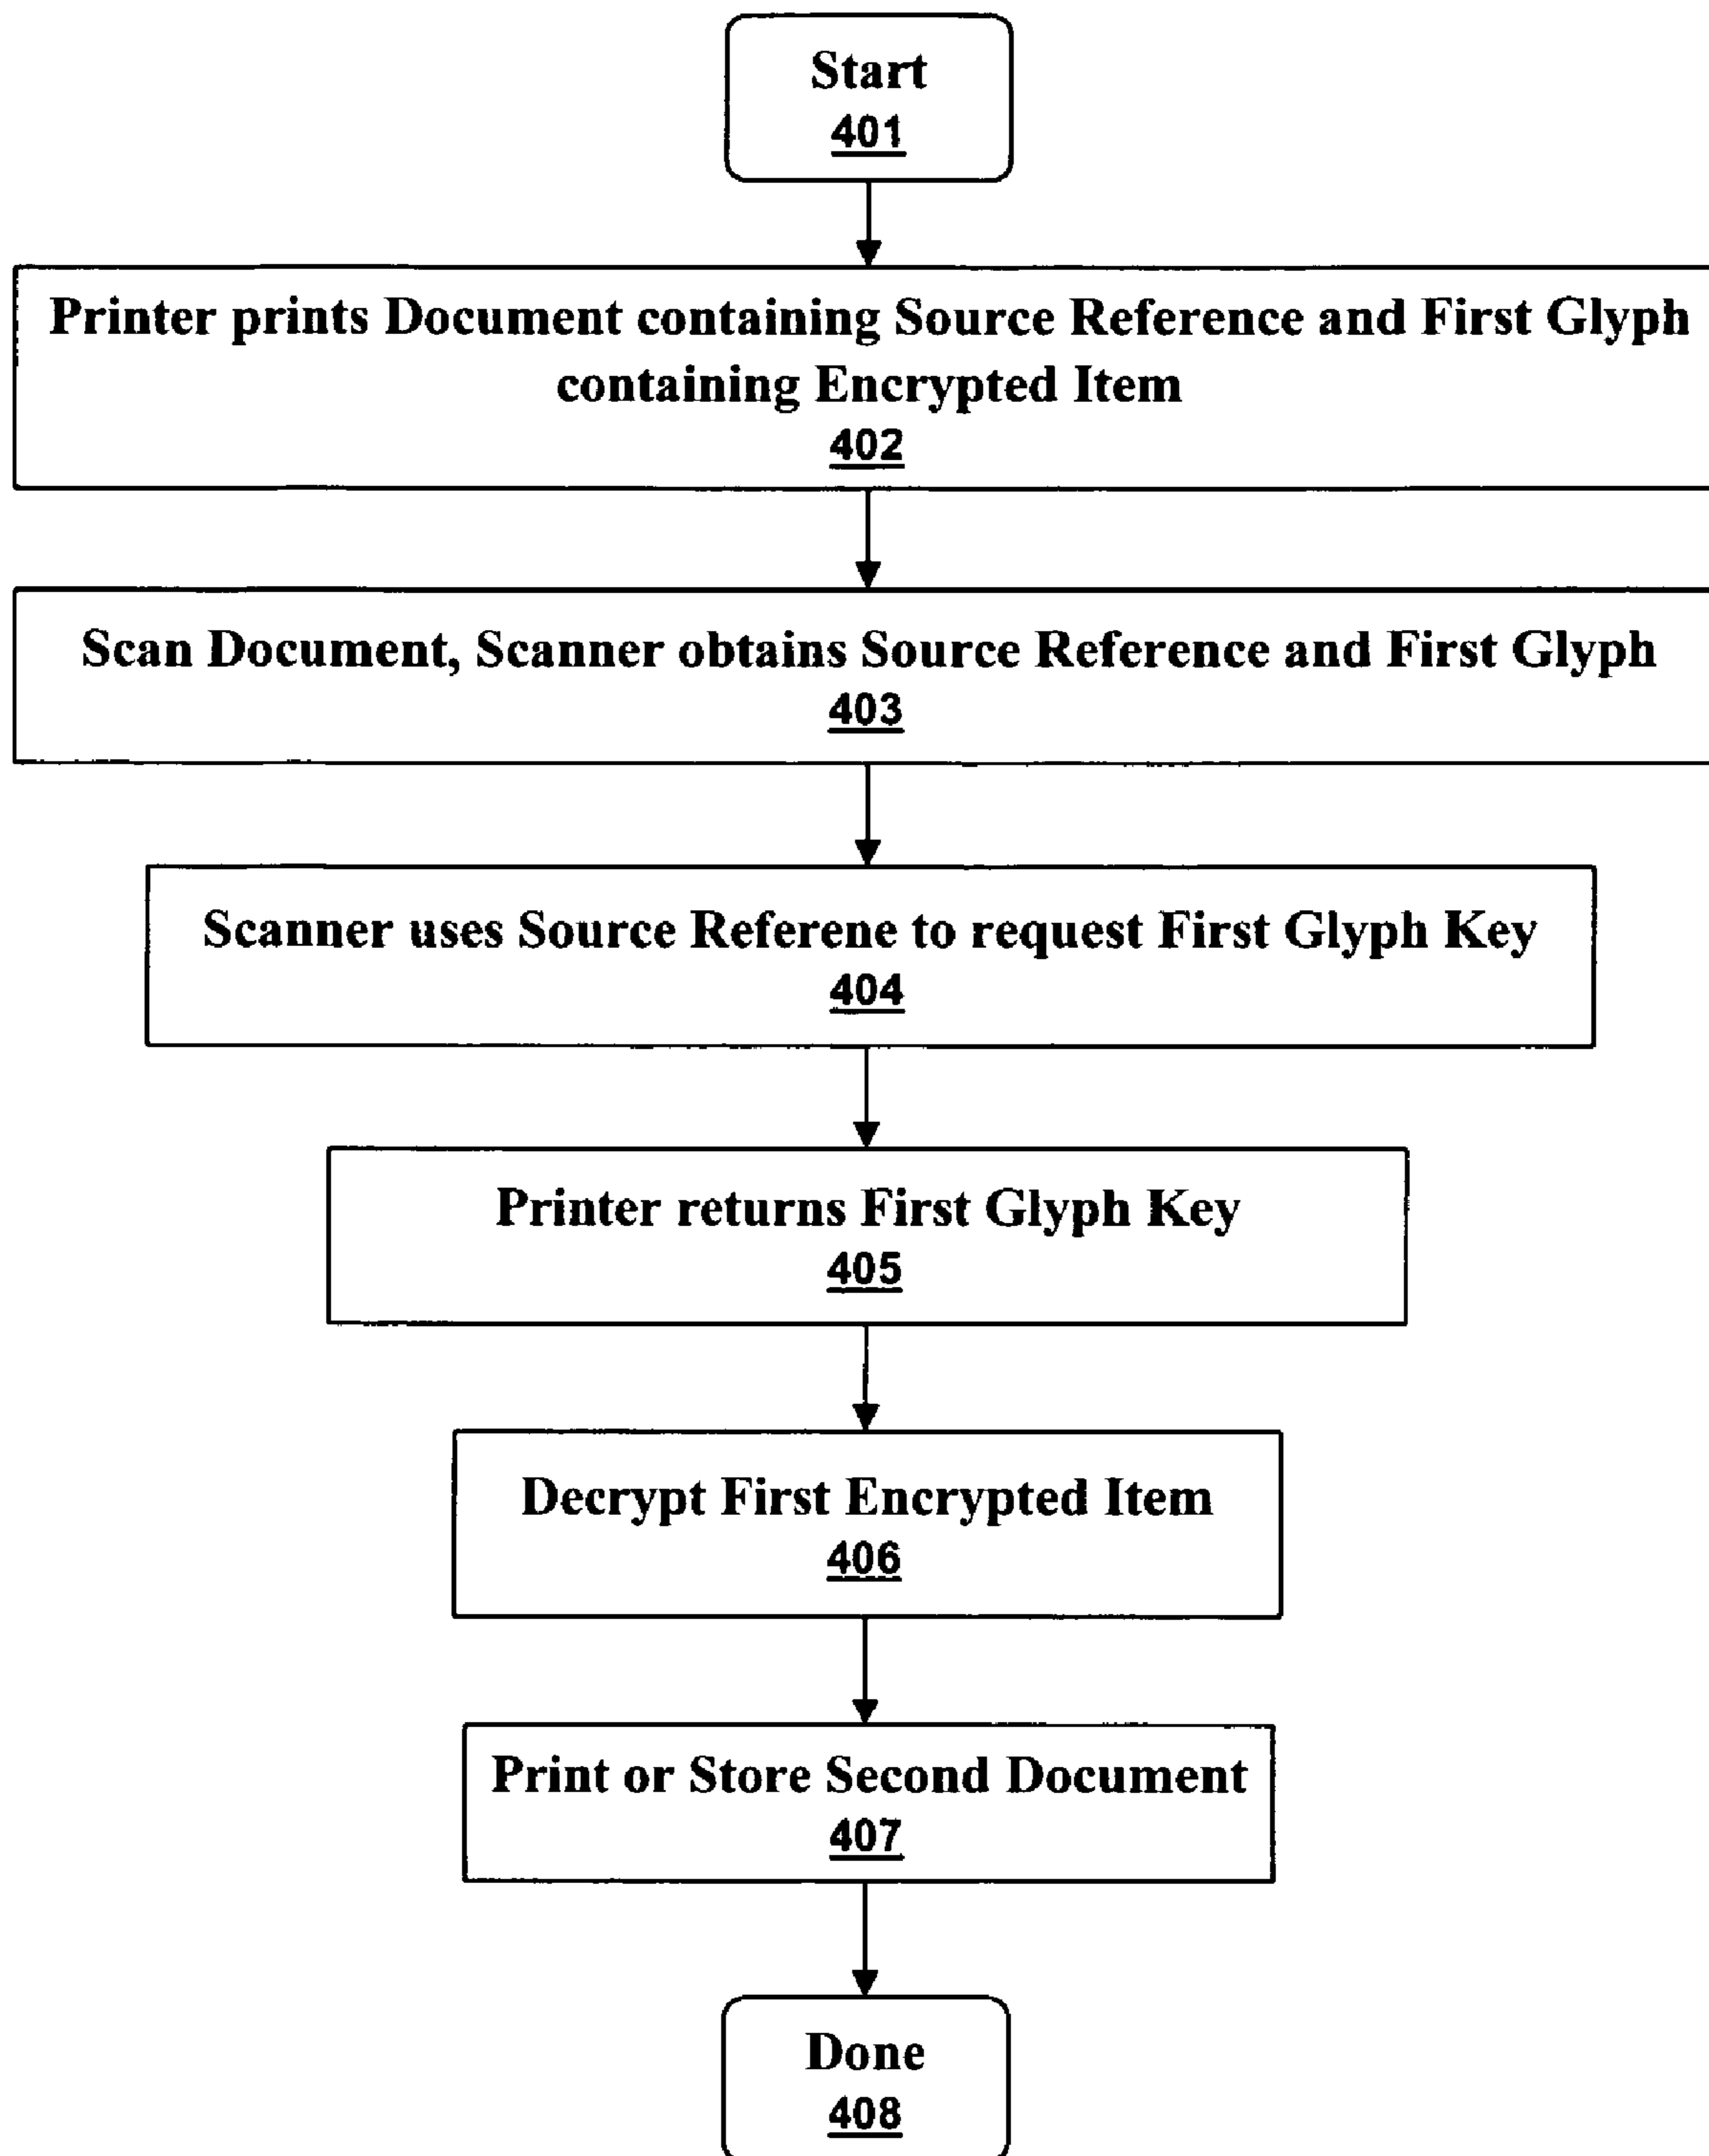 Start
401
Printer prints Document containing Source Reference and First Glyph
containing Encrypted Item
402
Scan Document, Scanner obtains Source Reference and First Glyph
403
Scanner uses Source Referene to request First Glyph Key
404
Printer returns First Glyph Key
405
Decrypt First Encrypted Item
406
Print or Store Second Document
407
Done
408